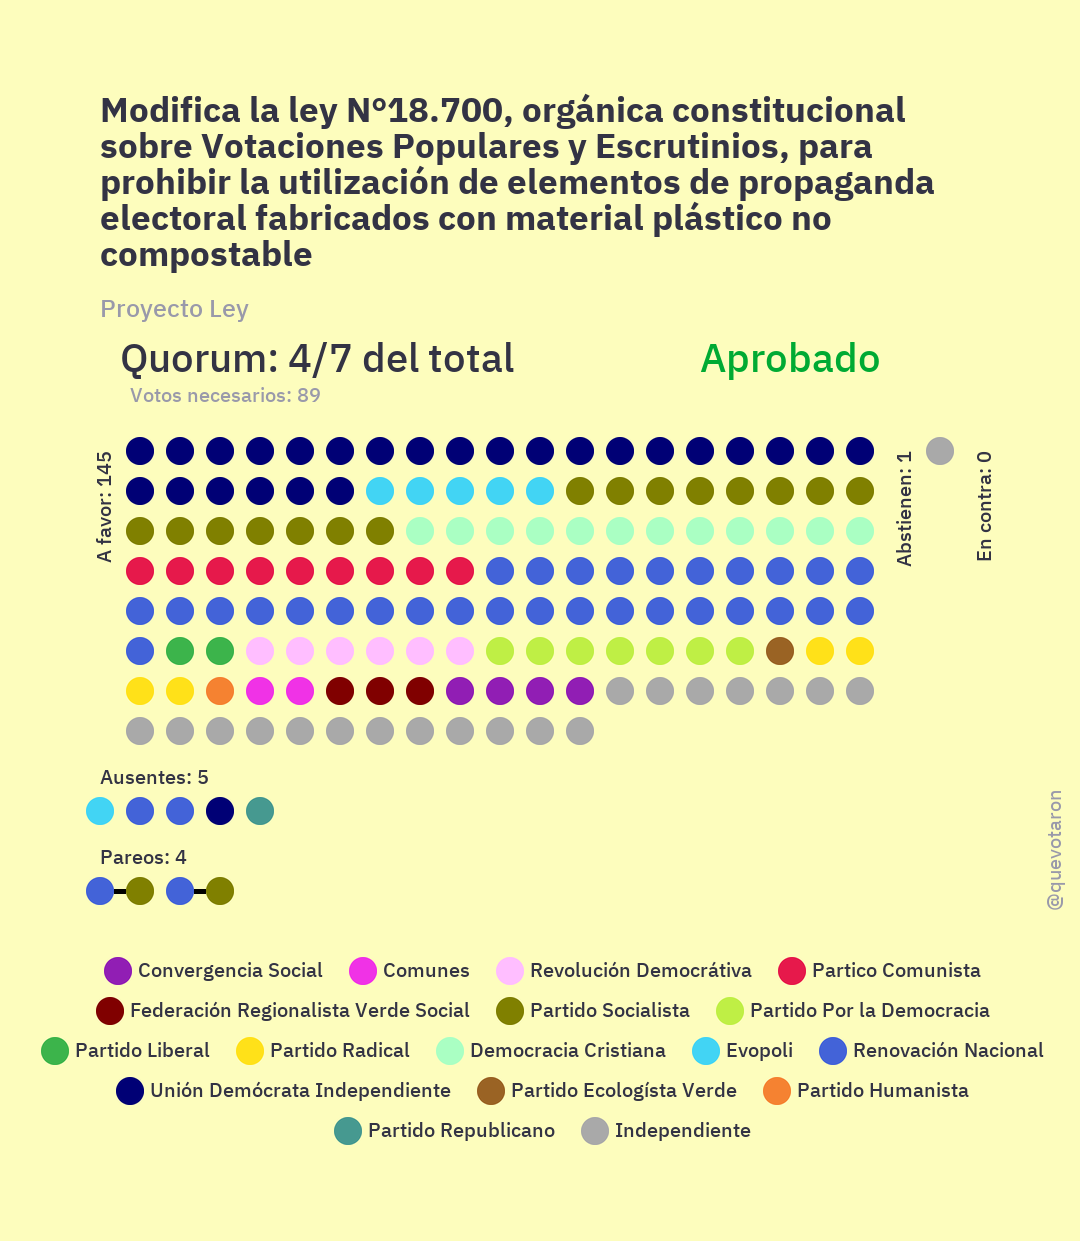 Modifica la ley N°18.700, orgánica constitucional
sobre Votaciones Populares y Escrutinios, para
prohibir la utilización de elementos de propaganda
electoral fabricados con material plástico no
compostable
Proyecto Ley
Quorum: 4/7 del total
Aprobado
Votos necesarios: 89
A favor: 145
Abstienen: 1
En contra: 0
Ausentes: 5
Pareos: 4
@quevotaron
Convergencia Social Comunes Revolución Democrátiva Partico Comunista
Federación Regionalista Verde Social Partido Socialista Partido Por la Democracia
Partido Liberal Partido Radical Democracia Cristiana Evopoli Renovación Nacional
Unión Demócrata Independiente Partido Ecologísta Verde Partido Humanista
Partido Republicano Independiente